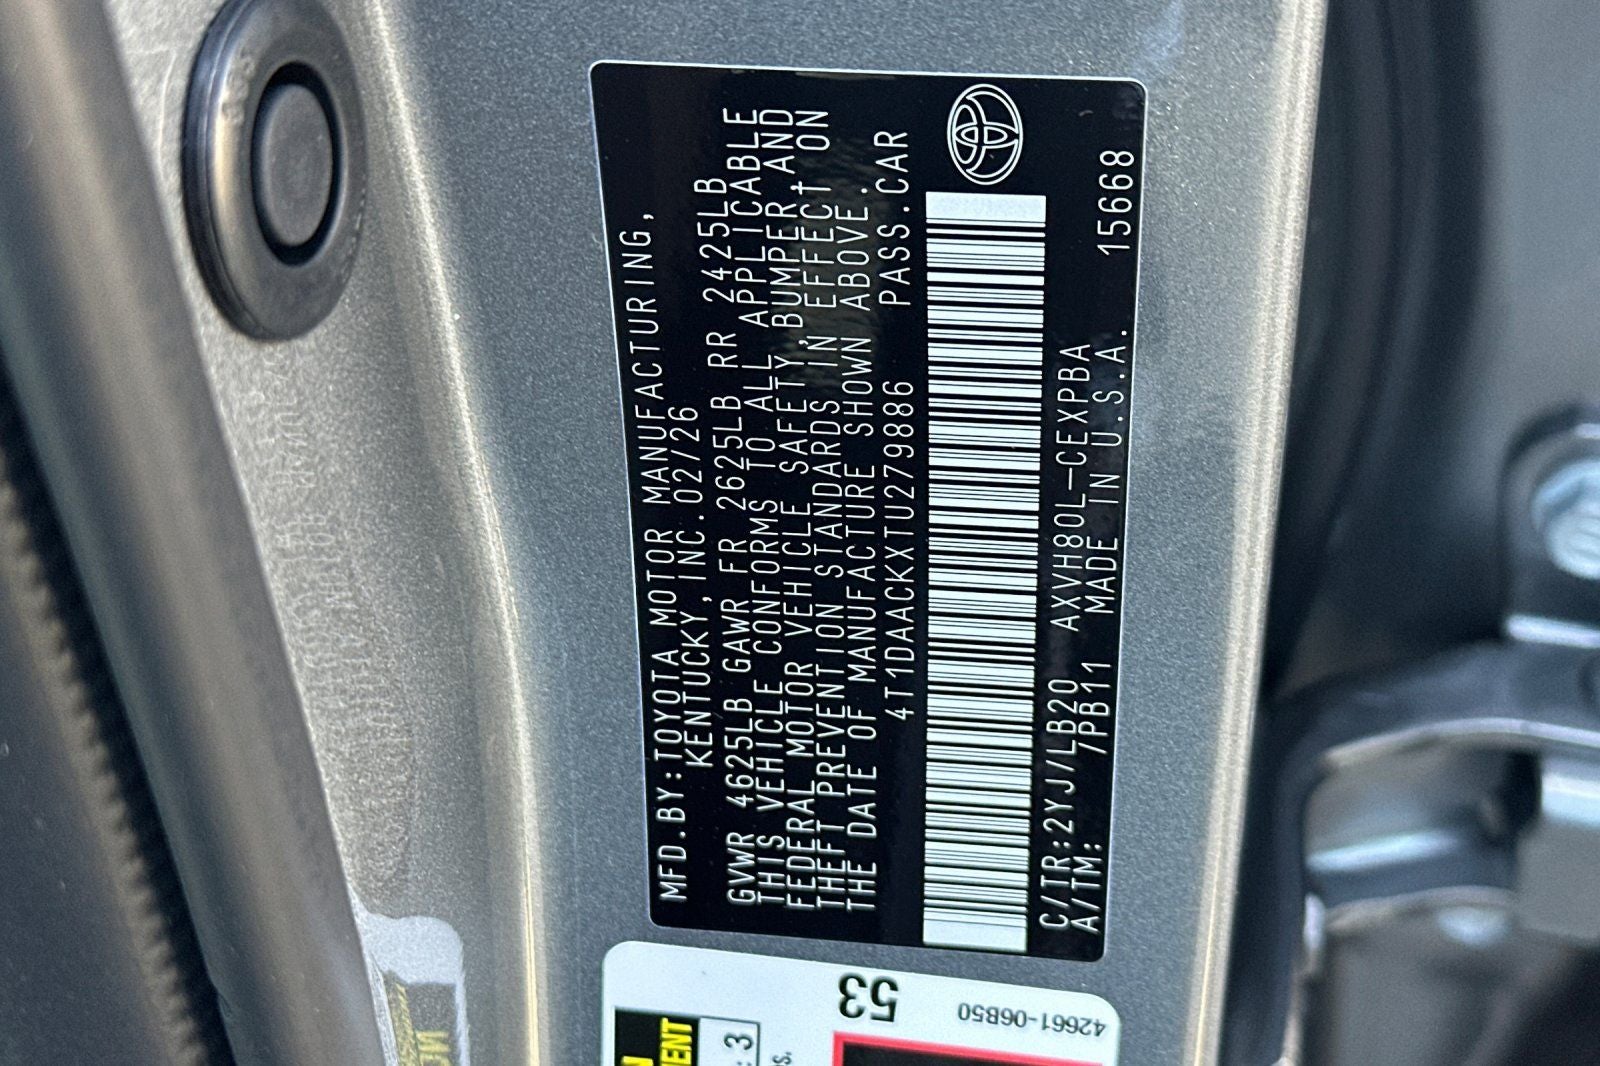 MFD.BY:TOYOTA MOTOR MANUFACTURING,
KENTUCKY, INC.02/26
GVWR 4625LB GAWR FR 2625LB RR 2425LB
THIS VEHICLE CONFORMS TO ALL APPLICABLE
FEDERAL MOTOR VEHICLE SAFETY,BUMPER,AND
THEFT PREVENTION STANDARDS IN EFFECT ON
THE DATE OF MANUFACTURE SHOWN ABOVE.
4T1DAACKXTU279886 PASS.CAR
C/TR:2YJ/LB20 AXVH80L-CEXPBA
A/TM: /PB11 MADE IN U.S.A. 15668
53
42661-06B50
3